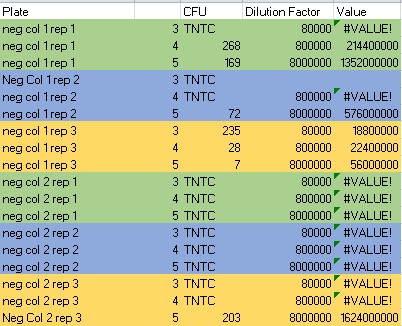 Plate CFU Dilution Factor Value
neg col 1 rep 1 3 TNTC 80000 #VALUE!
neg col 1 rep 1 4 268 800000 214400000
neg col 1 rep 1 5 169 8000000 1352000000
Neg Col 1 rep 2 3 TNTC
neg col 1 rep 2 4 TNTC 800000 #VALUE!
neg col 1 rep 2 5 72 8000000 576000000
neg col 1 rep 3 3 235 80000 18800000
neg col 1 rep 3 4 28 800000 22400000
neg col 1 rep 3 5 7 8000000 56000000
neg col 2 rep 1 3 TNTC 80000 #VALUE!
neg col 2 rep 1 4 TNTC 800000 #VALUE!
neg col 2 rep 1 5 TNTC 8000000 #VALUE!
neg col 2 rep 2 3 TNTC 80000 #VALUE!
neg col 2 rep 2 4 TNTC 800000 #VALUE!
neg col 2 rep 2 5 TNTC 8000000 #VALUE!
neg col 2 rep 3 3 TNTC 80000 #VALUE!
neg col 2 rep 3 4 TNTC 800000 #VALUE!
Neg Col 2 rep 3 5 203 8000000 1624000000